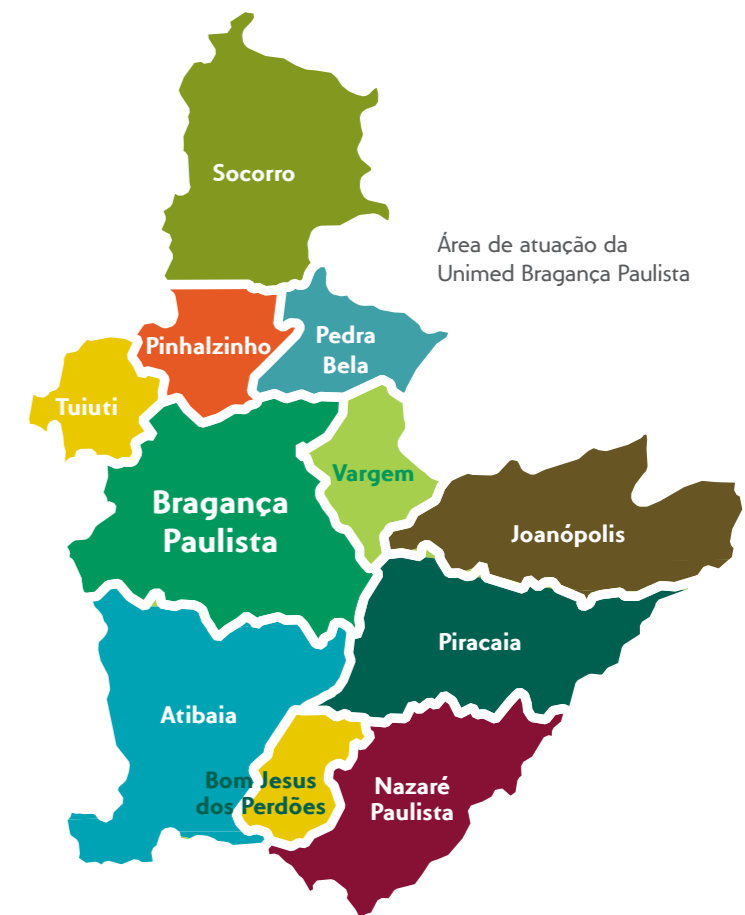 Socorro
Área de atuação da
Unimed Bragança Paulista
Pinhalzinho
Pedra
Bela
Tuiuti
Vargem
Bragança
Paulista
Joanópolis
Piracaia
Atibaia
Bom Jesus
dos Perdões
Nazaré
Paulista